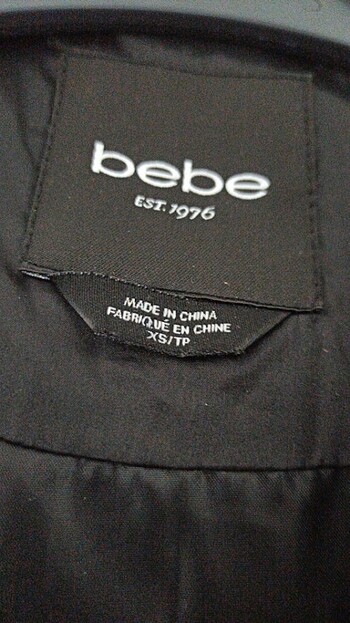 bebe
EST. 1976
MADE IN CHINA
FABRIQUÉ EN CHINE
XS/TP